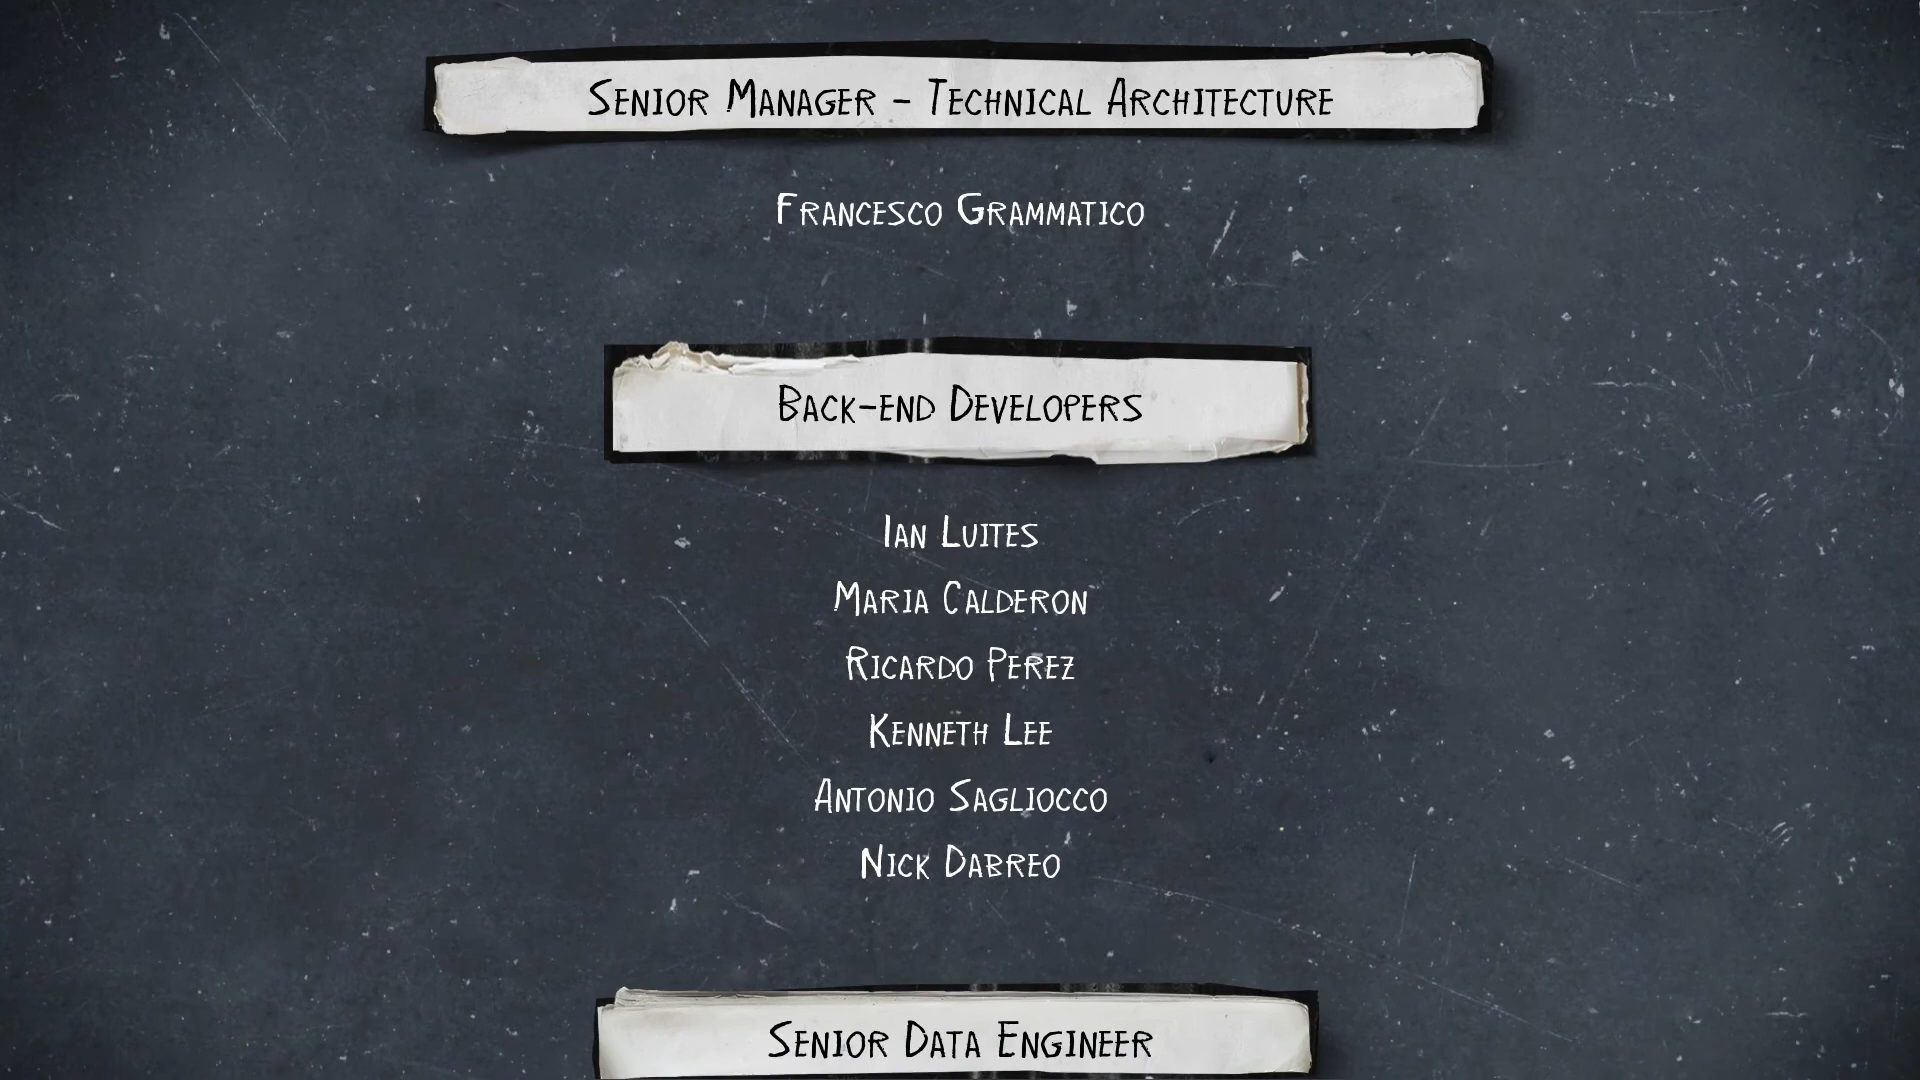 Senior Manager - Technical Architecture
Francesco Grammatico
Back-end Developers
Ian Luites
Maria Calderon
Ricardo Perez
Kenneth Lee
Antonio Sagliocco
Nick Dabreo
Senior Data Engineer